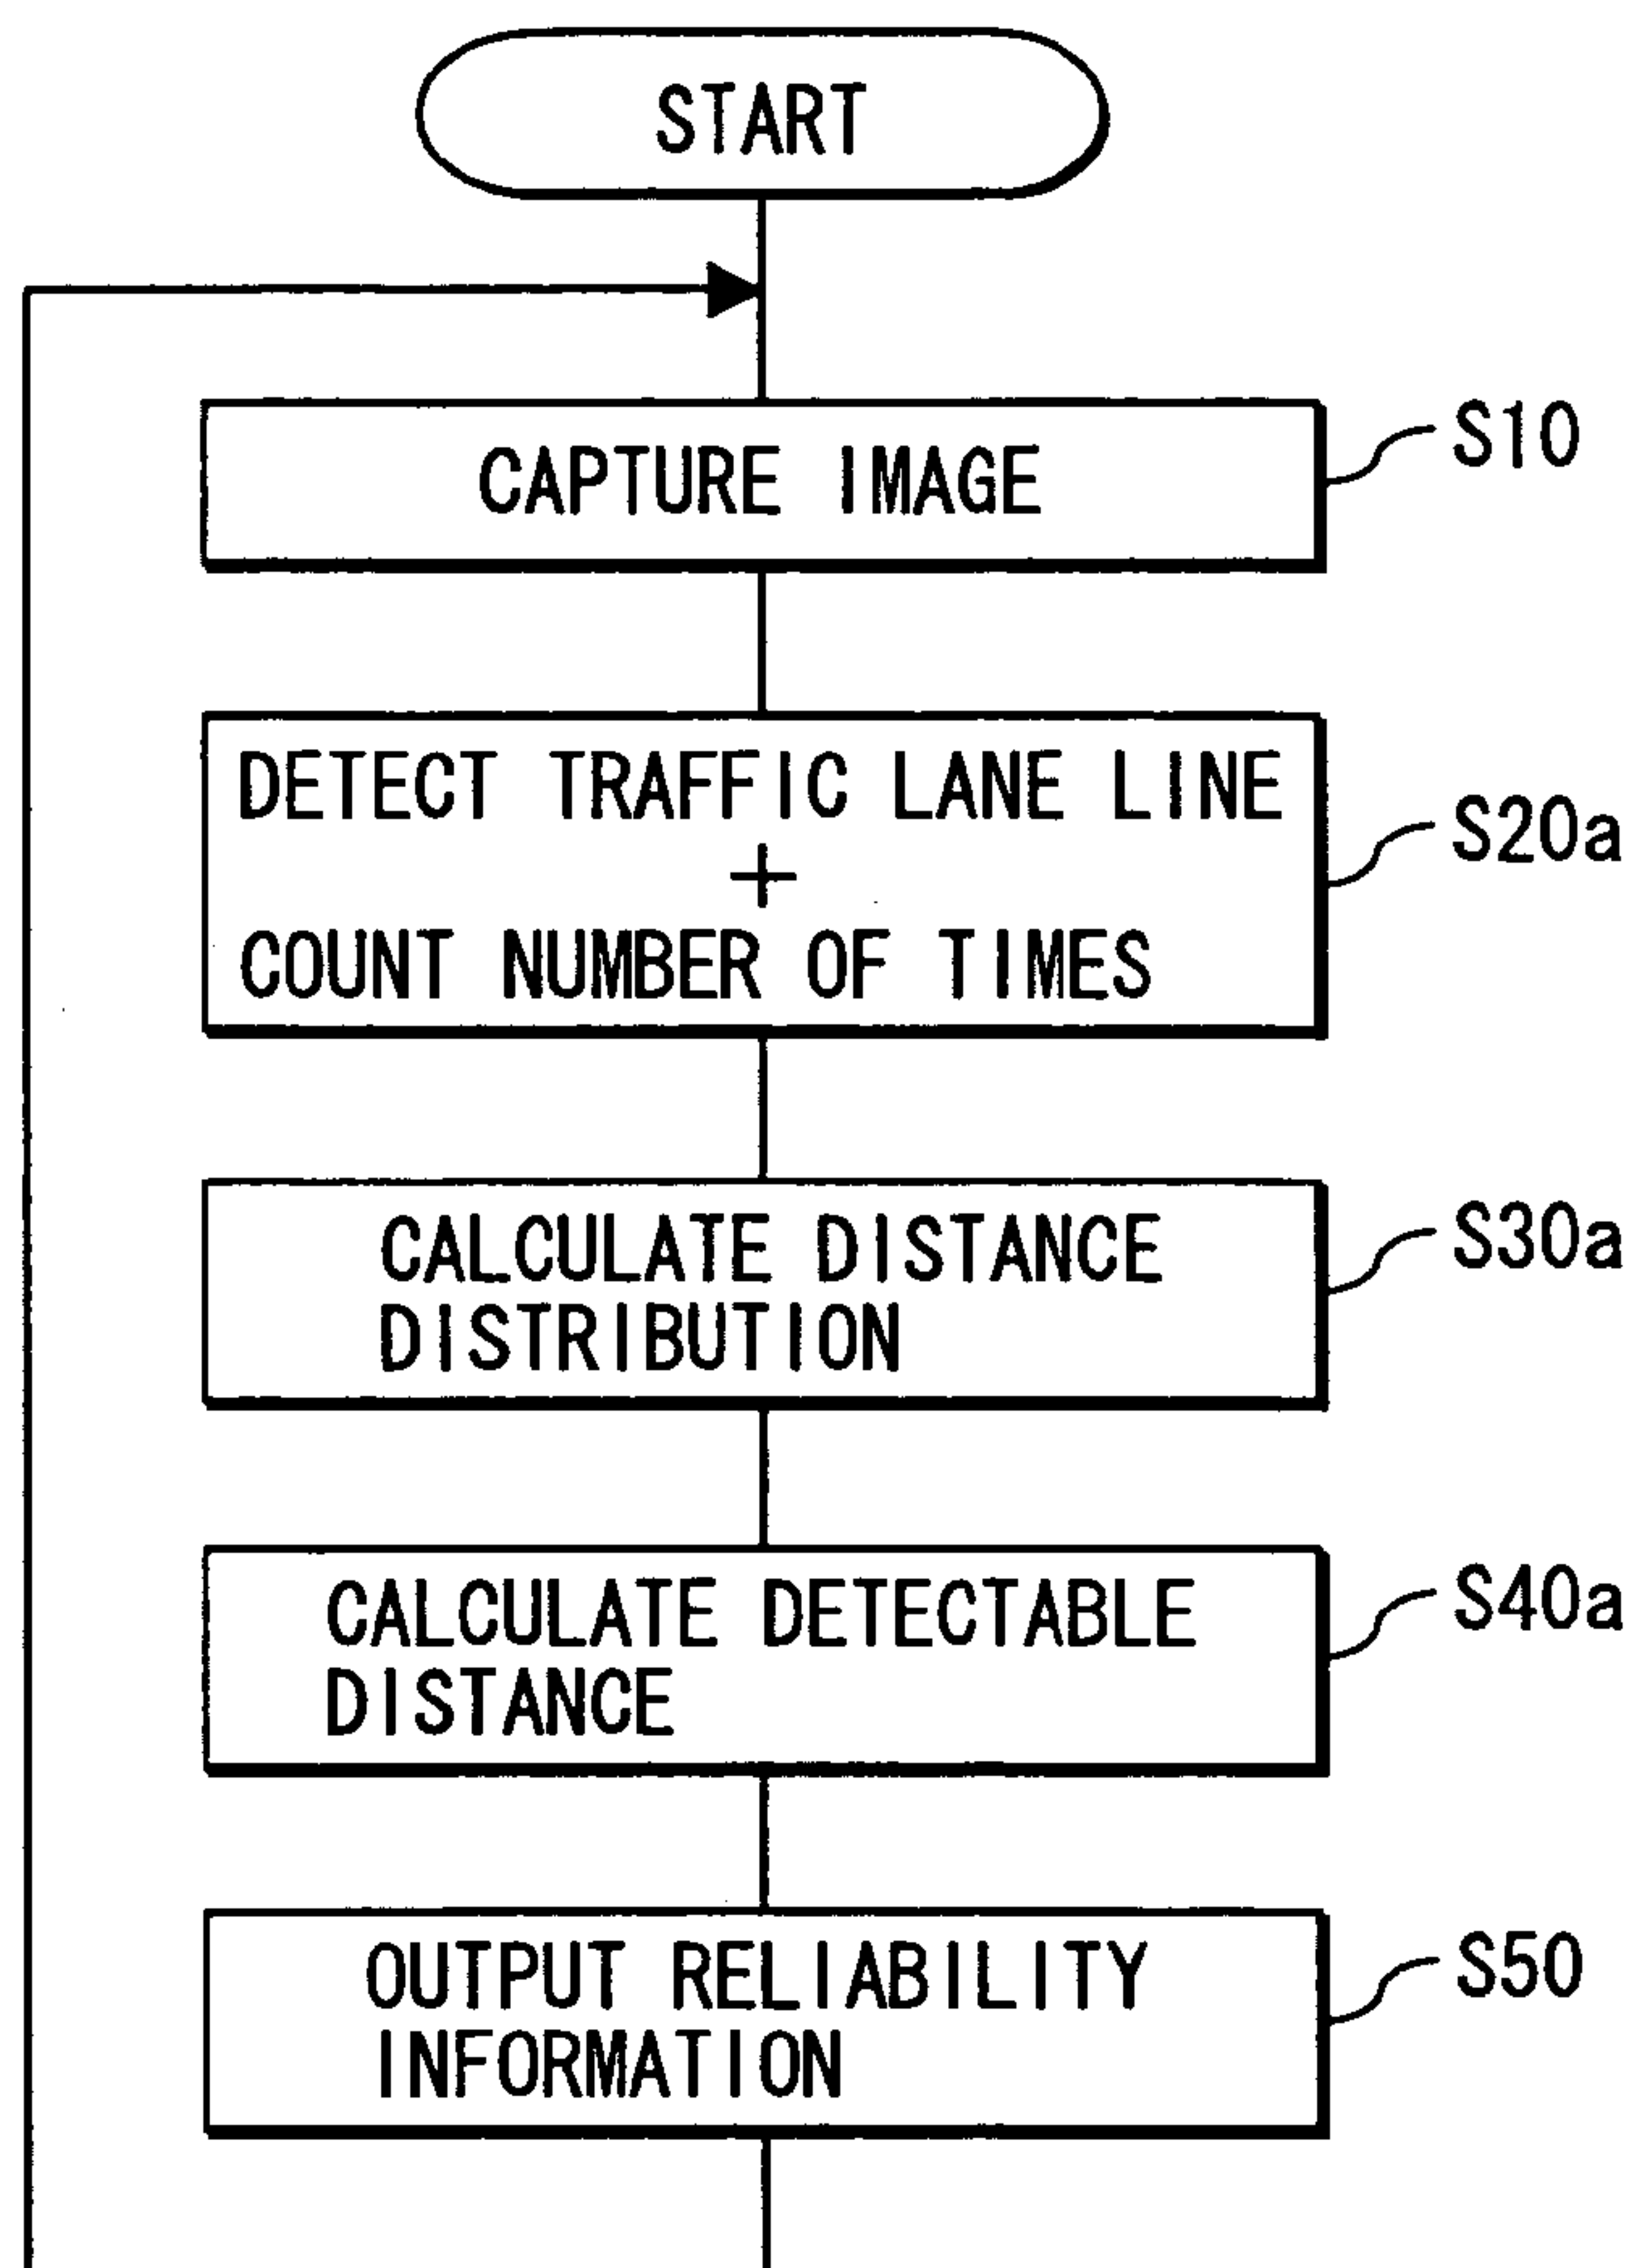 START
CAPTURE IMAGE
S10
DETECT TRAFFIC LANE LINE
+
COUNT NUMBER OF TIMES
S20a
CALCULATE DISTANCE
DISTRIBUTION
S30a
CALCULATE DETECTABLE
DISTANCE
S40a
OUTPUT RELIABILITY
INFORMATION
S50